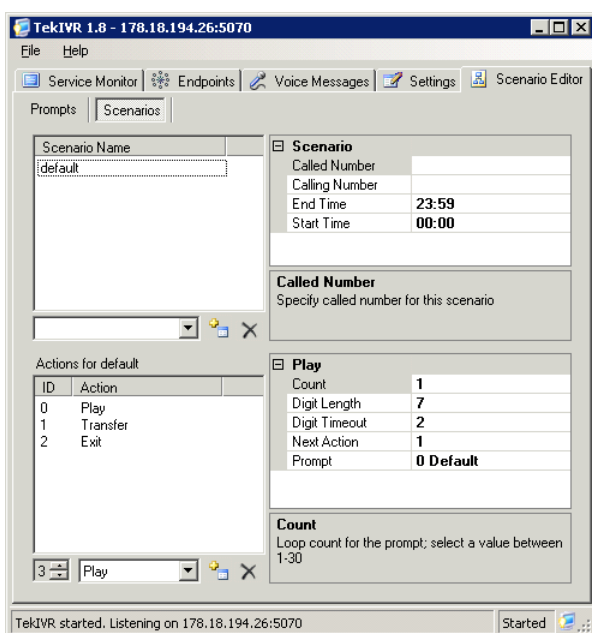 TekIVR 1.8 - 178.18.194.26:5070
File Help
Service Monitor Endpoints Voice Messages Settings Scenario Editor
Prompts Scenarios
Scenario Name
default
Scenario
Called Number
Calling Number
End Time 23:59
Start Time 00:00
Called Number
Specify called number for this scenario
Actions for default
ID Action
0 Play
1 Transfer
2 Exit
3 Play
Play
Count 1
Digit Length 7
Digit Timeout 2
Next Action 1
Prompt 0 Default
Count
Loop count for the prompt; select a value between
1-30
TekIVR started. Listening on 178.18.194.26:5070 Started